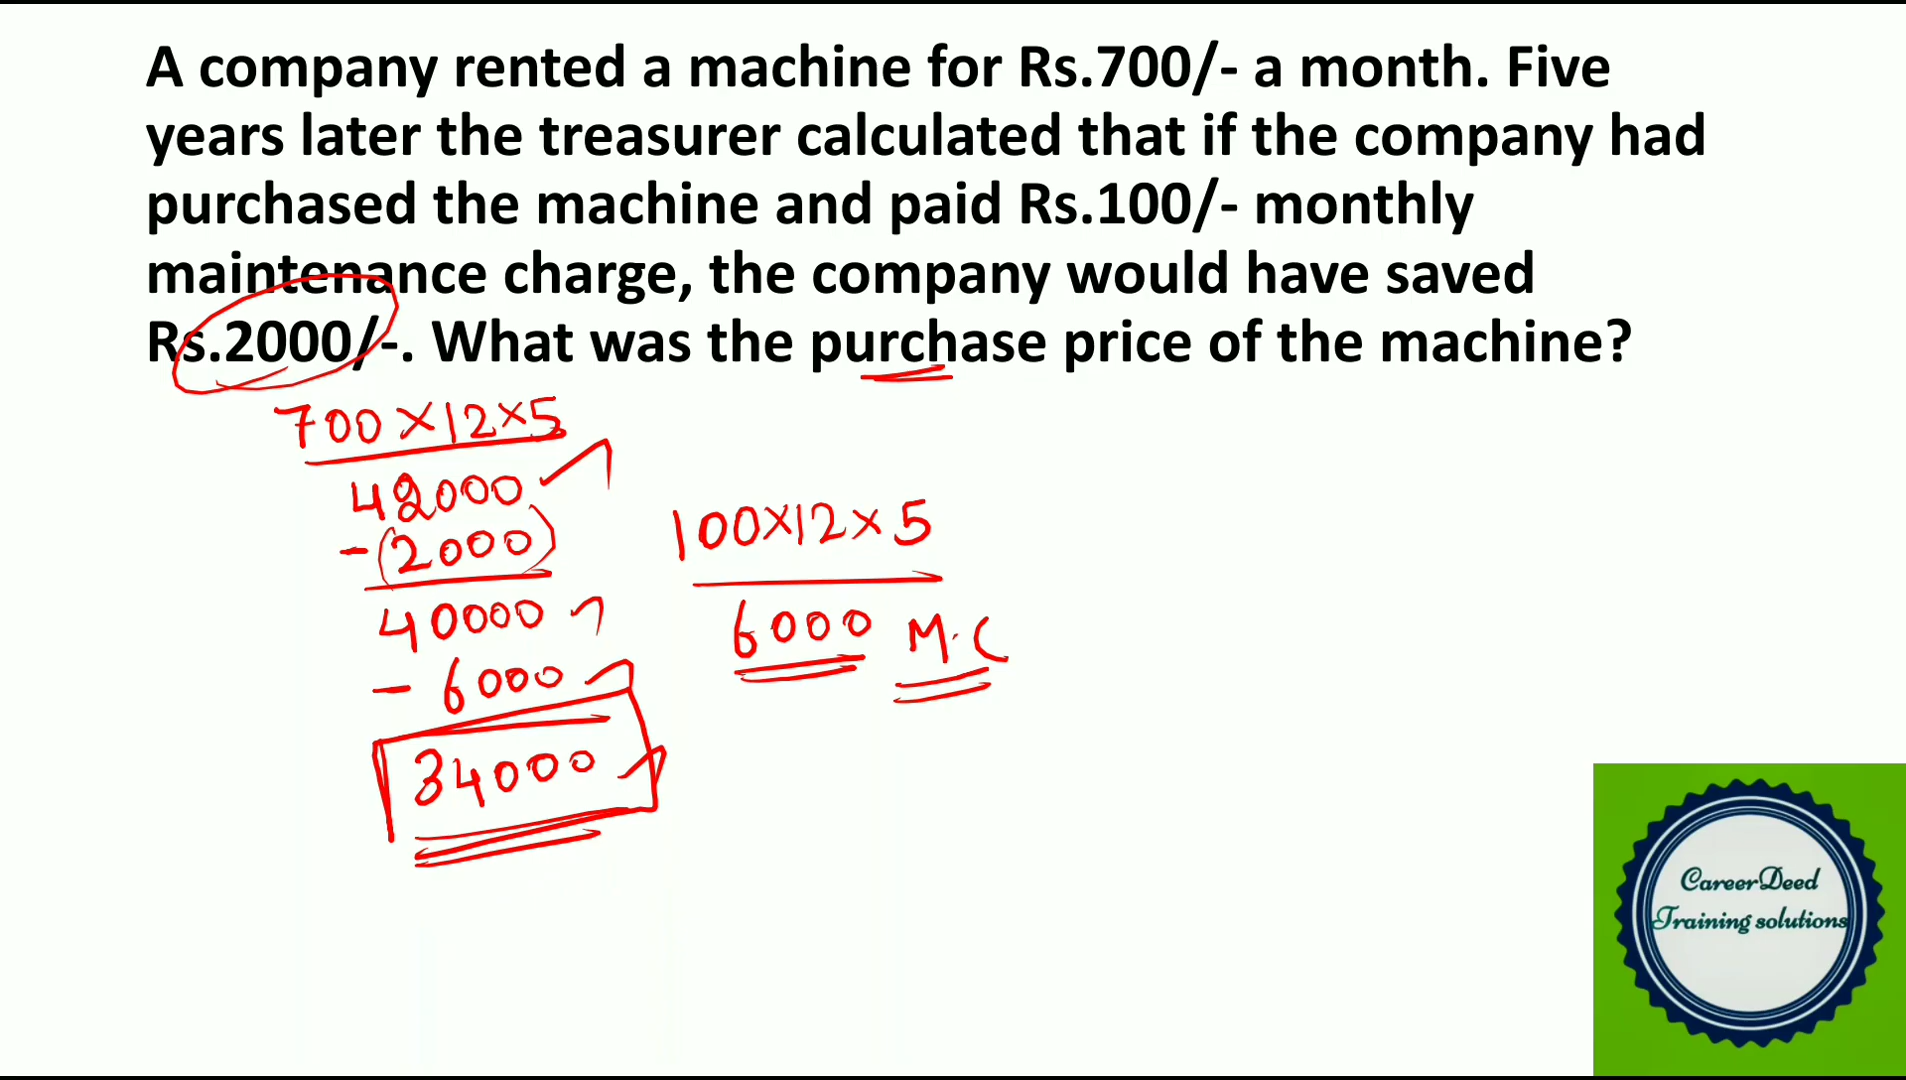 A company rented a machine for Rs.700/- a month. Five
years later the treasurer calculated that if the company had
purchased the machine and paid Rs.100/- monthly
maintenance charge, the company would have saved
Rs.2000/-. What was the purchase price of the machine?
700×12×5
42000
-(2000)
40000
- 6000
34000
100×12×5
6000 M.C
CareerDeed
Training solutions